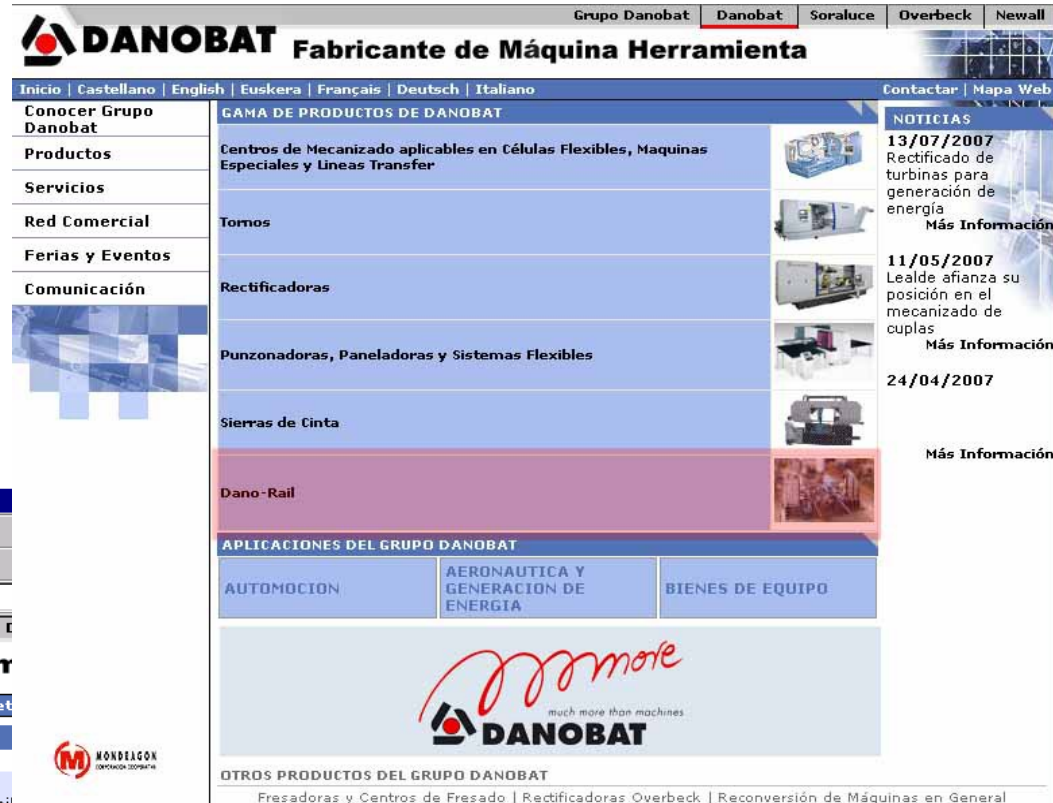 Grupo Danobat | Danobat | Soraluce | Overbeck | Newall
DANOBAT Fabricante de Máquina Herramienta
Inicio | Castellano | English | Euskera | Français | Deutsch | Italiano
Contactar | Mapa Web
Conocer Grupo
Danobat
Productos
Servicios
Red Comercial
Ferias y Eventos
Comunicación
GAMA DE PRODUCTOS DE DANOBAT
Centros de Mecanizado aplicables en Células Flexibles, Maquinas
Especiales y Lineas Transfer
Tornos
Rectificadoras
Punzonadoras, Paneladoras y Sistemas Flexibles
Sierras de Cinta
Dano-Rail
NOTICIAS
13/07/2007
Rectificado de
turbinas para
generación de
energía
Más Información
11/05/2007
Lealde afianza su
posición en el
mecanizado de
cuplas
Más Información
24/04/2007
Más Información
APLICACIONES DEL GRUPO DANOBAT
AUTOMOCION
AERONAUTICA Y
GENERACION DE
ENERGIA
BIENES DE EQUIPO
more
much more than machines
DANOBAT
MONDRAGON
OTROS PRODUCTOS DEL GRUPO DANOBAT
Fresadoras y Centros de Fresado | Rectificadoras Overbeck | Reconversión de Máquinas en General